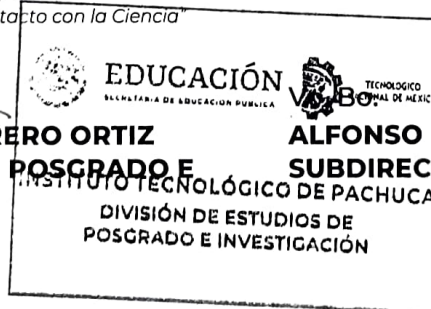 tacto con la Ciencia"
EDUCACIÓN
SECRETARÍA DE EDUCACIÓN PÚBLICA
TECNOLÓGICO
NAL DE MÉXICO
Vo. Bo.
ERO ORTIZ
ALFONSO
POSGRADO E
SUBDIREC
INSTITUTO TECNOLÓGICO DE PACHUCA
DIVISIÓN DE ESTUDIOS DE
POSGRADO E INVESTIGACIÓN